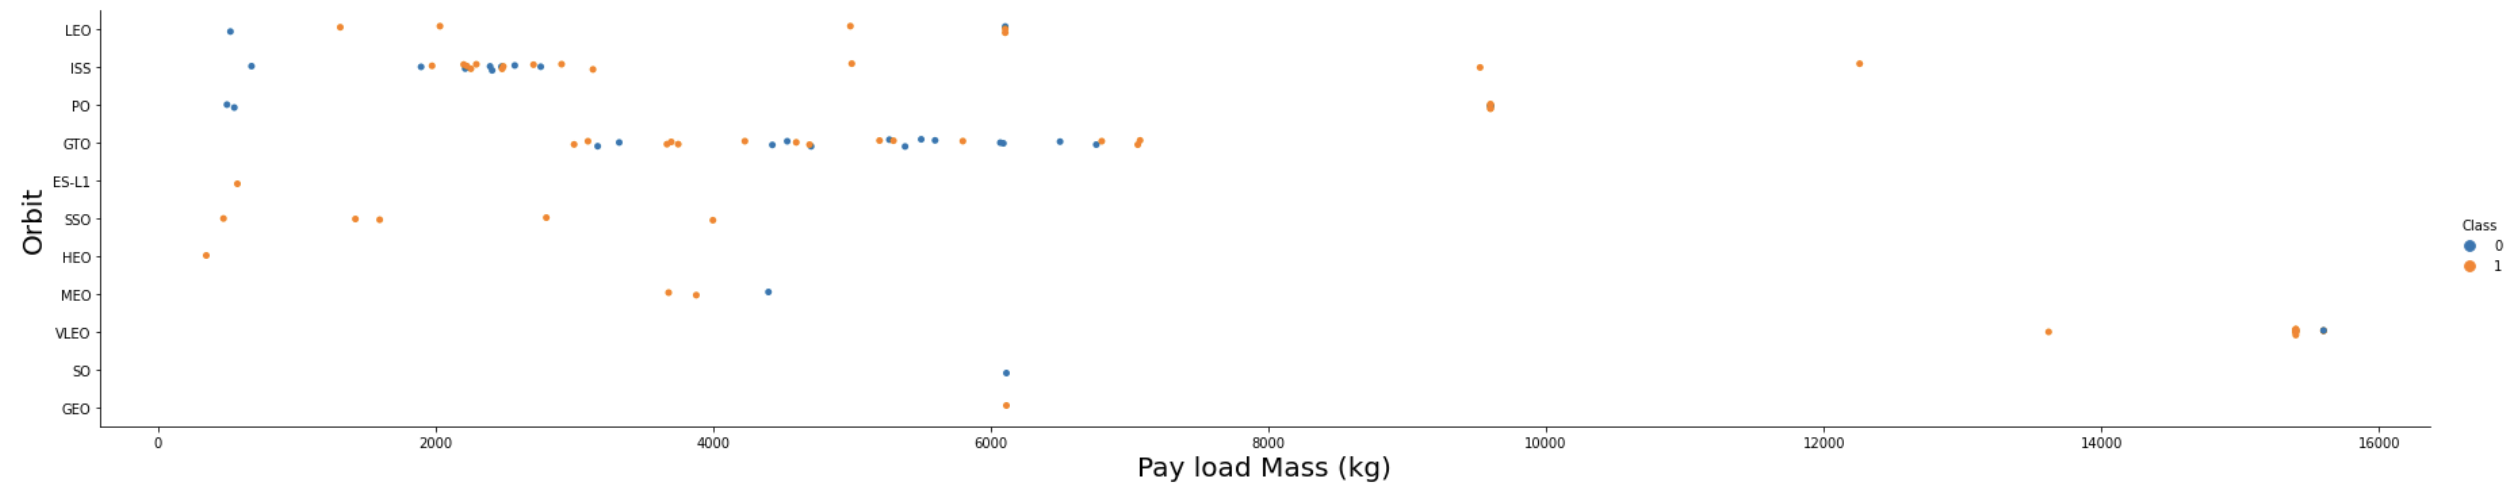 Orbit
LEO
ISS
PO
GTO
ES-L1
SSO
HEO
MEO
VLEO
SO
GEO
0 2000 4000 6000 8000 10000 12000 14000 16000
Pay load Mass (kg)
Class
0
1